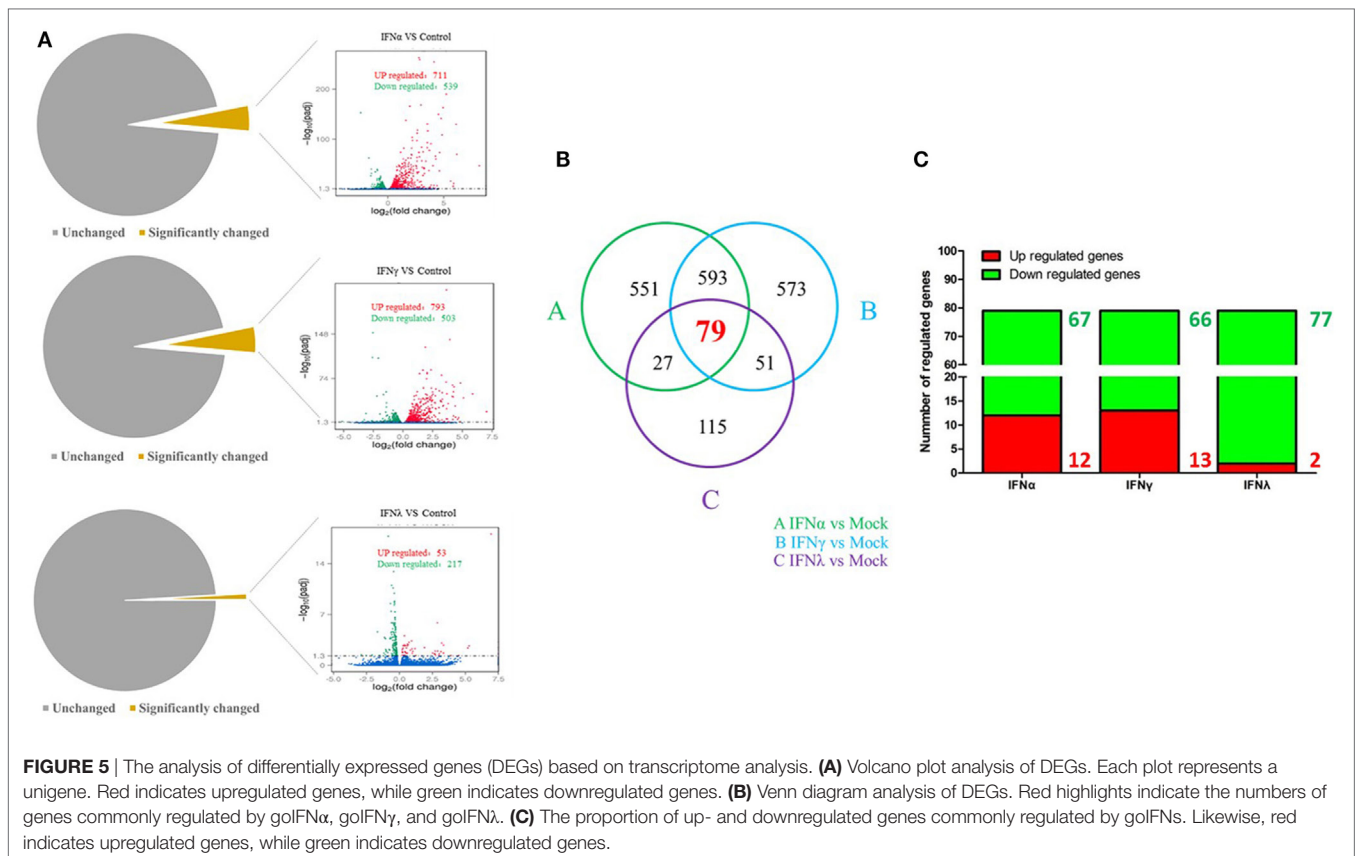 A
IFNα VS Control
UP regulated: 711
Down regulated: 539
-log10(padj)
200
100
1.3
0
5
log2(fold change)
Unchanged
Significantly changed
IFNγ VS Control
UP regulated: 793
Down regulated: 503
-log10(padj)
148
74
1.3
-5.0
-2.5
0.0
2.5
5.0
7.5
log2(fold change)
Unchanged
Significantly changed
IFNλ VS Control
UP regulated: 53
Down regulated: 217
-log10(padj)
14
7
1.3
0
-5.0
-2.5
0.0
2.5
5.0
7.5
log2(fold change)
Unchanged
Significantly changed
B
551
593
573
A
79
B
27
51
115
C
A IFNα vs Mock
B IFNγ vs Mock
C IFNλ vs Mock
C
Up regulated genes
Down regulated genes
Nummber of regulated genes
100
90
80
70
60
20
15
10
5
0
67
66
77
12
13
2
IFNα
IFNγ
IFNλ
FIGURE 5 | The analysis of differentially expressed genes (DEGs) based on transcriptome analysis. (A) Volcano plot analysis of DEGs. Each plot represents a
unigene. Red indicates upregulated genes, while green indicates downregulated genes. (B) Venn diagram analysis of DEGs. Red highlights indicate the numbers of
genes commonly regulated by goIFNα, goIFNγ, and goIFNλ. (C) The proportion of up- and downregulated genes commonly regulated by goIFNs. Likewise, red
indicates upregulated genes, while green indicates downregulated genes.